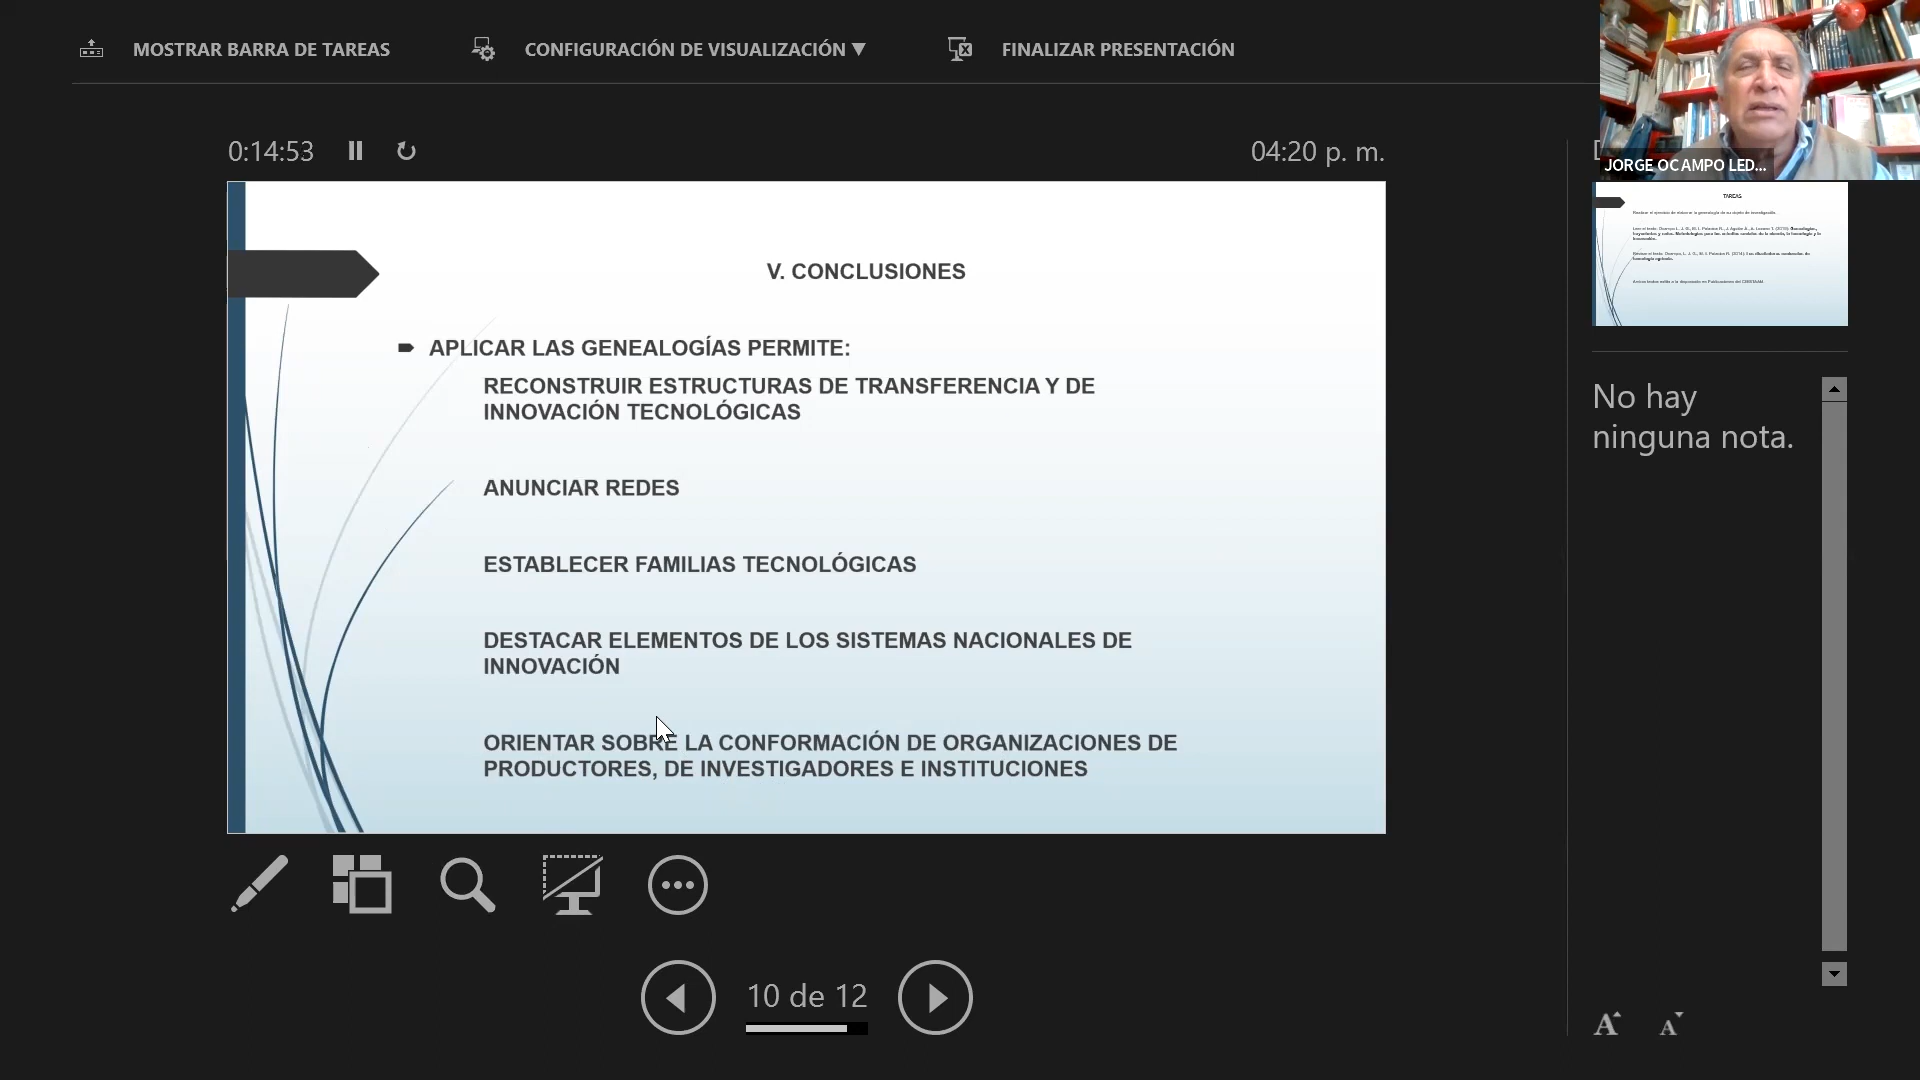 MOSTRAR BARRA DE TAREAS
CONFIGURACIÓN DE VISUALIZACIÓN ▼
FINALIZAR PRESENTACIÓN
JORGE OCAMPO LED...
0:14:53
04:20 p. m.
V. CONCLUSIONES
APLICAR LAS GENEALOGÍAS PERMITE:
RECONSTRUIR ESTRUCTURAS DE TRANSFERENCIA Y DE
INNOVACIÓN TECNOLÓGICAS
ANUNCIAR REDES
ESTABLECER FAMILIAS TECNOLÓGICAS
DESTACAR ELEMENTOS DE LOS SISTEMAS NACIONALES DE
INNOVACIÓN
ORIENTAR SOBRE LA CONFORMACIÓN DE ORGANIZACIONES DE
PRODUCTORES, DE INVESTIGADORES E INSTITUCIONES
10 de 12
TAREAS
No hay
ninguna nota.
A A